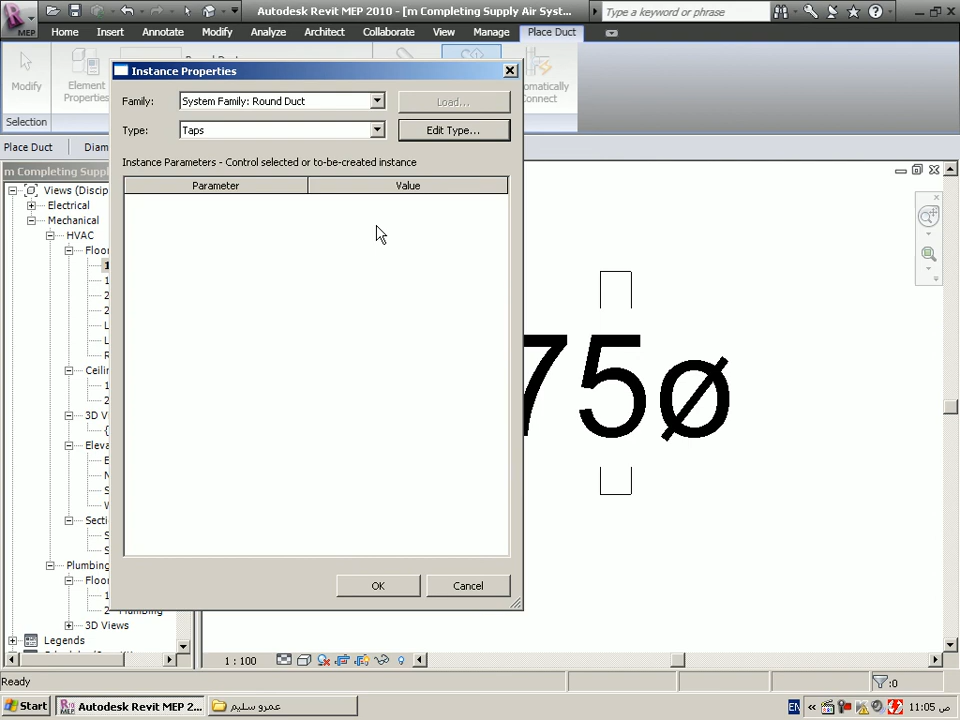 Autodesk Revit MEP 2010 - [m Completing Supply Air Syst...
Type a keyword or phrase
MEP
Home
Insert
Annotate
Modify
Analyze
Architect
Collaborate
View
Manage
Place Duct
Modify
Element
Properties
Connect
Selection
Place Duct
Instance Properties
Family:
System Family: Round Duct
Load...
Type:
Taps
Edit Type...
Instance Parameters - Control selected or to-be-created instance
Parameter
Value
OK
Cancel
m Completing Supp
Views (Discip
Electrical
Mechanical
HVAC
Floor
Ceilin
3D V
Eleva
Secti
Plumbing
Floo
Plumbing
3D Views
Legends
75ø
1 : 100
Ready
:0
Start
Autodesk Revit MEP 2...
عمرو سليم
EN
11:05 ص